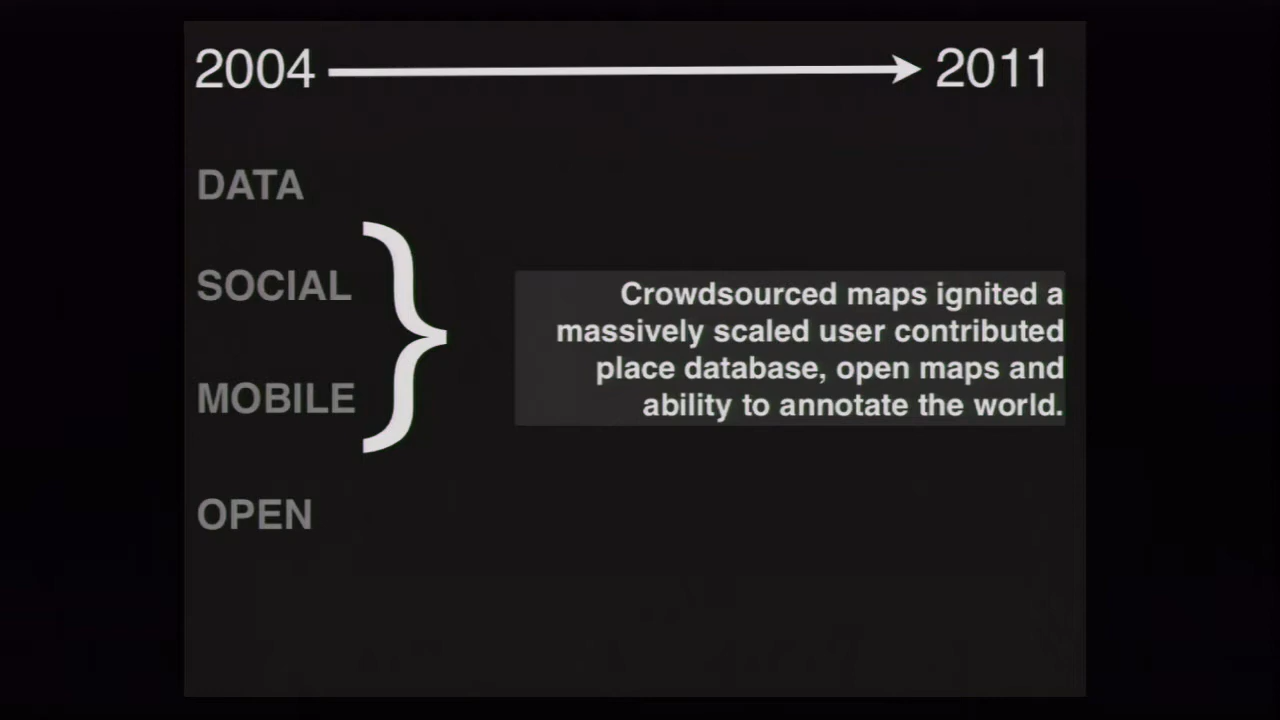 2004 2011
DATA
SOCIAL
MOBILE
OPEN
Crowdsourced maps ignited a
massively scaled user contributed
place database, open maps and
ability to annotate the world.